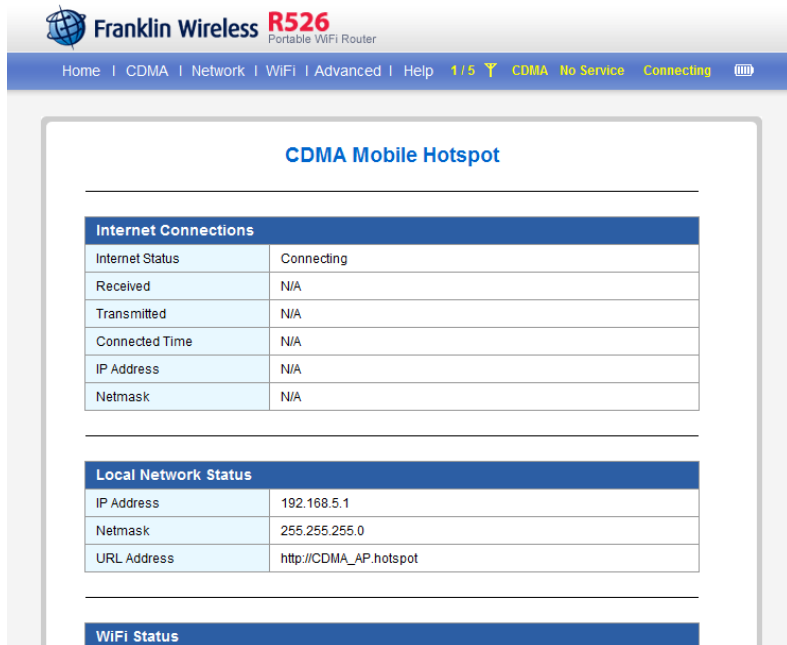 Franklin Wireless R526
Portable WiFi Router
Home | CDMA | Network | WiFi | Advanced | Help 1/5 CDMA No Service Connecting
CDMA Mobile Hotspot
Internet Connections
Internet Status Connecting
Received N/A
Transmitted N/A
Connected Time N/A
IP Address N/A
Netmask N/A
Local Network Status
IP Address 192.168.5.1
Netmask 255.255.255.0
URL Address http://CDMA_AP.hotspot
WiFi Status